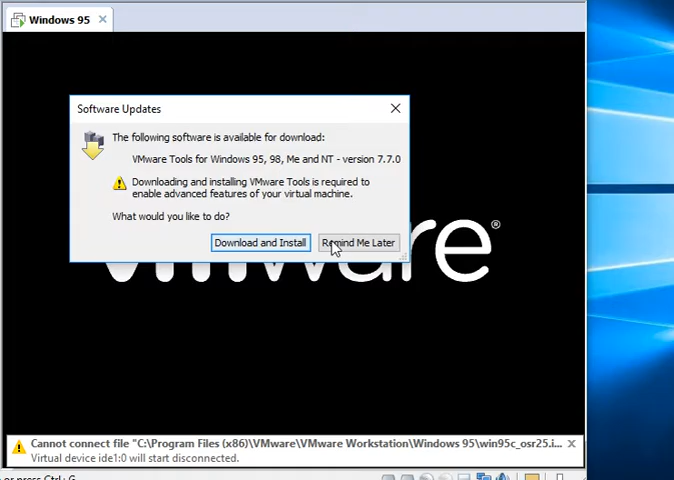 Windows 95
Software Updates
The following software is available for download:
VMware Tools for Windows 95, 98, Me and NT - version 7.7.0
Downloading and installing VMware Tools is required to
enable advanced features of your virtual machine.
What would you like to do?
Download and Install
Remind Me Later
vmware®
Cannot connect file "C:\Program Files (x86)\VMware\VMware Workstation\Windows 95\win95c_osr25.i...
Virtual device ide1:0 will start disconnected.
or press Ctrl+G